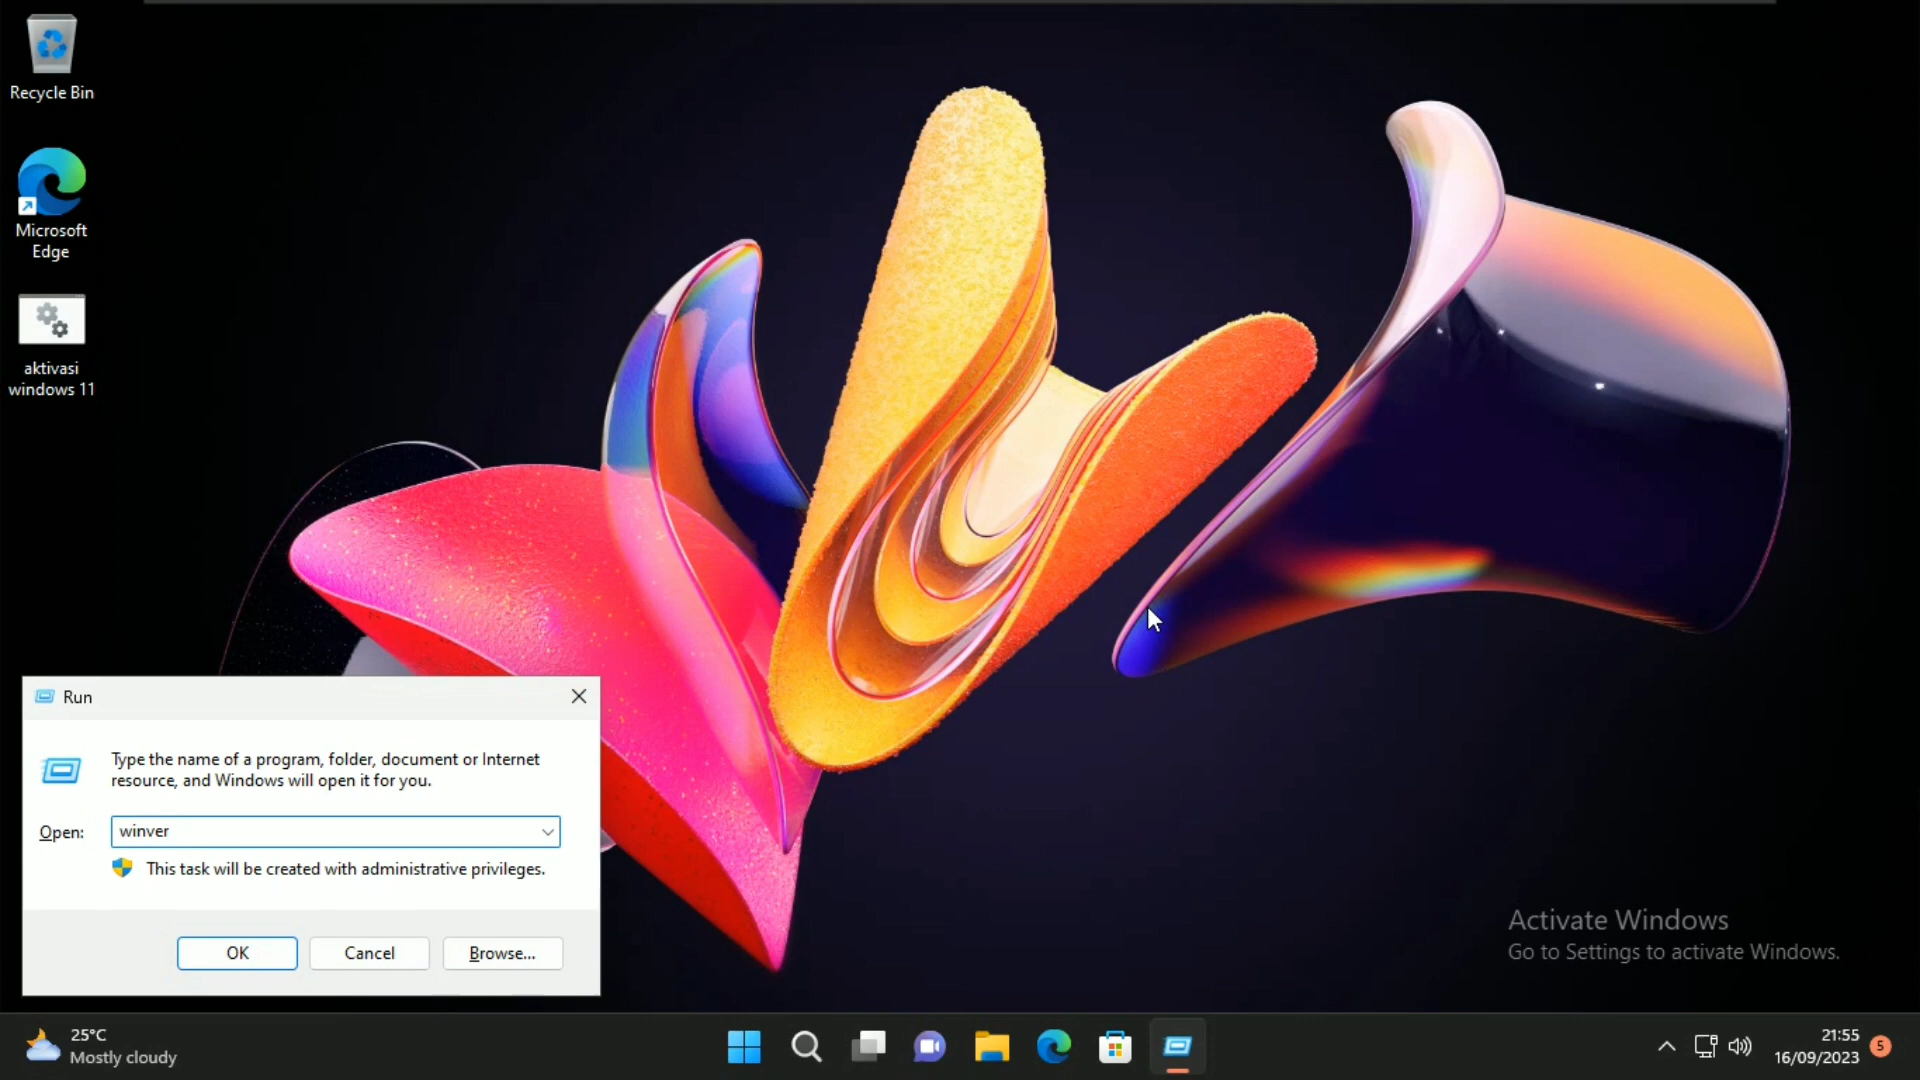 Recycle Bin
Microsoft
Edge
aktivasi
windows 11
Run
Type the name of a program, folder, document or Internet
resource, and Windows will open it for you.
Open:
winver
This task will be created with administrative privileges.
OK
Cancel
Browse...
Activate Windows
Go to Settings to activate Windows.
25°C
Mostly cloudy
21:55
16/09/2023
5